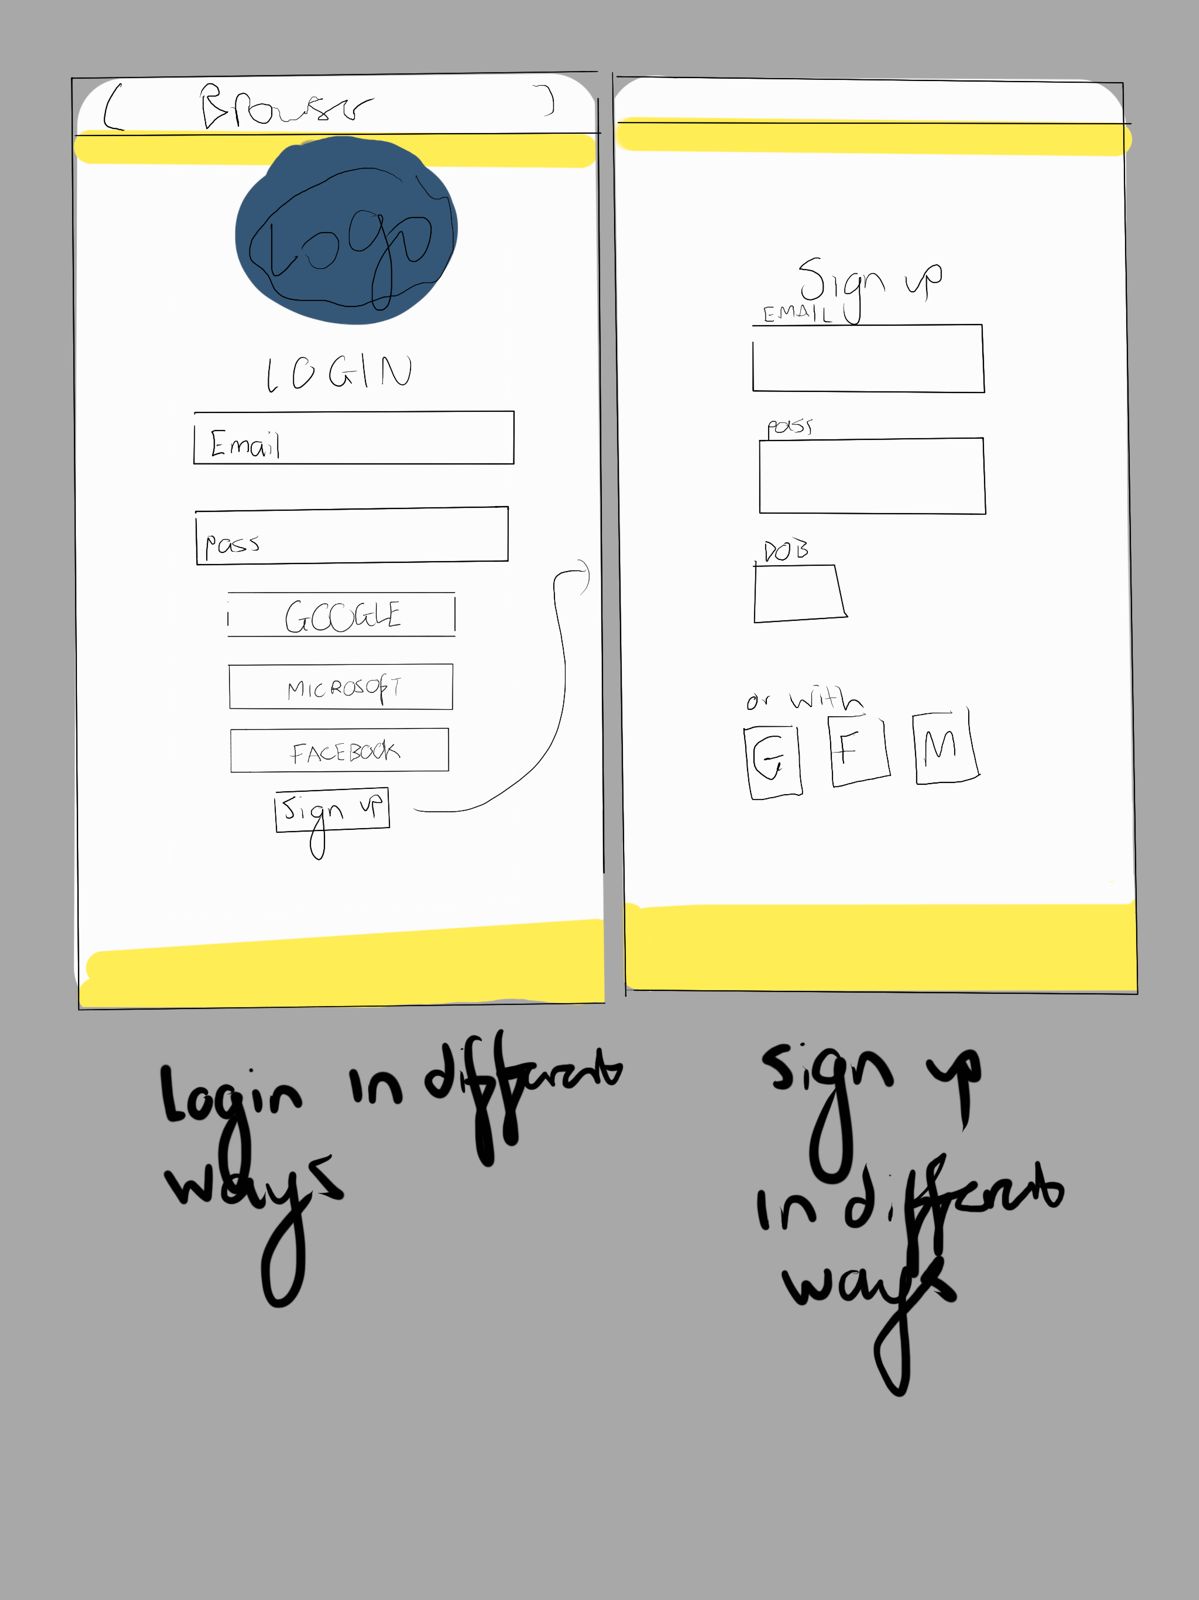 Browser
Logo
LOGIN
Email
pass
GOOGLE
MICROSOFT
FACEBOOK
Sign up
Sign up
EMAIL
pass
DOB
or with
G F M
Login in different
ways
sign up
in different
ways